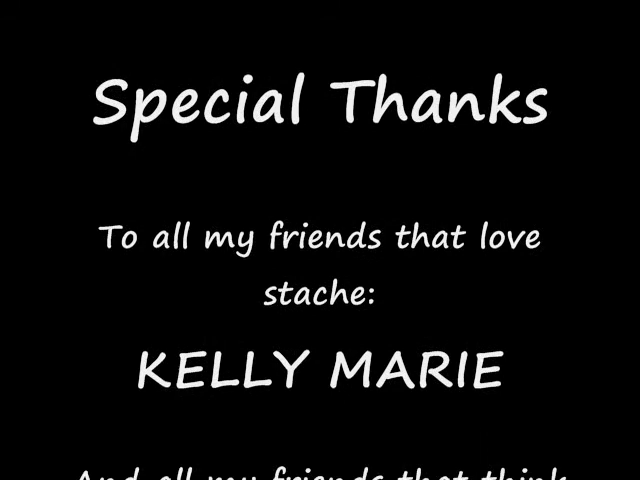 Special Thanks
To all my friends that love
stache:
KELLY MARIE
And all my friends that think